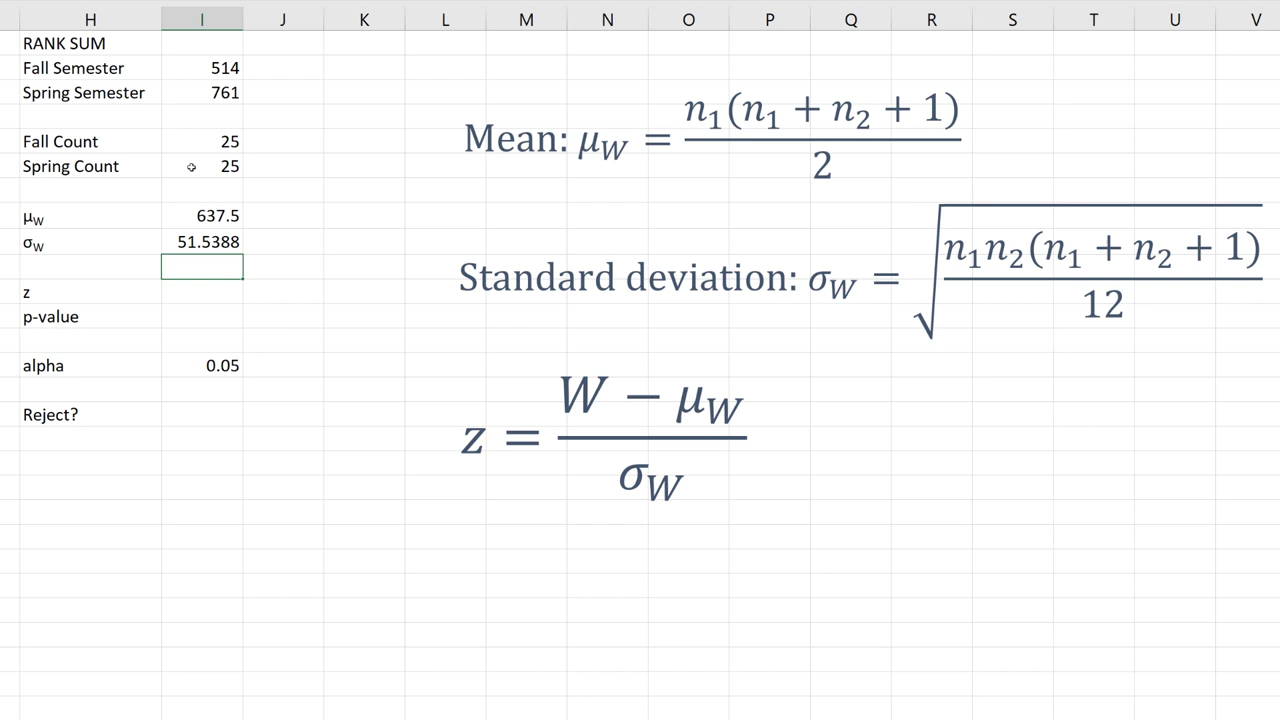 H I J K L M N O P Q R S T U V
RANK SUM
Fall Semester 514
Spring Semester 761
Fall Count 25
Spring Count 25
μW 637.5
σW 51.5388
z
p-value
alpha 0.05
Reject?
Mean: μW = n1(n1 + n2 + 1)
2
Standard deviation: σW = √ n1n2(n1 + n2 + 1)
12
z = W − μW
σW